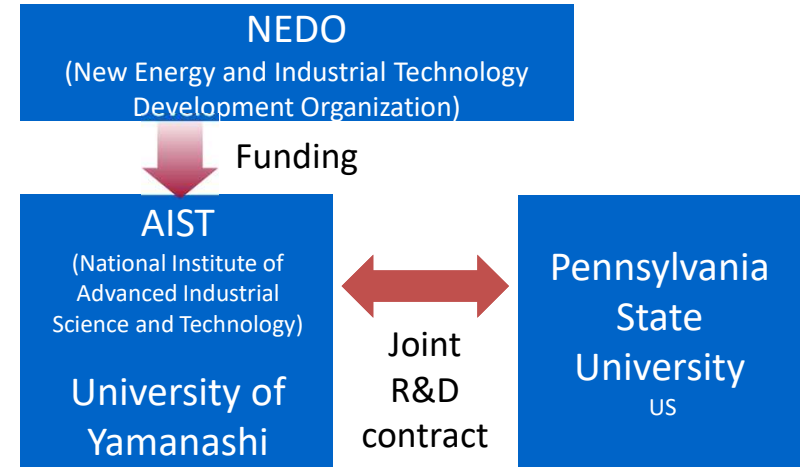 NEDO
(New Energy and Industrial Technology
Development Organization)
Funding
AIST
(National Institute of
Advanced Industrial
Science and Technology)
University of
Yamanashi
Joint
R&D
contract
Pennsylvania
State
University
US